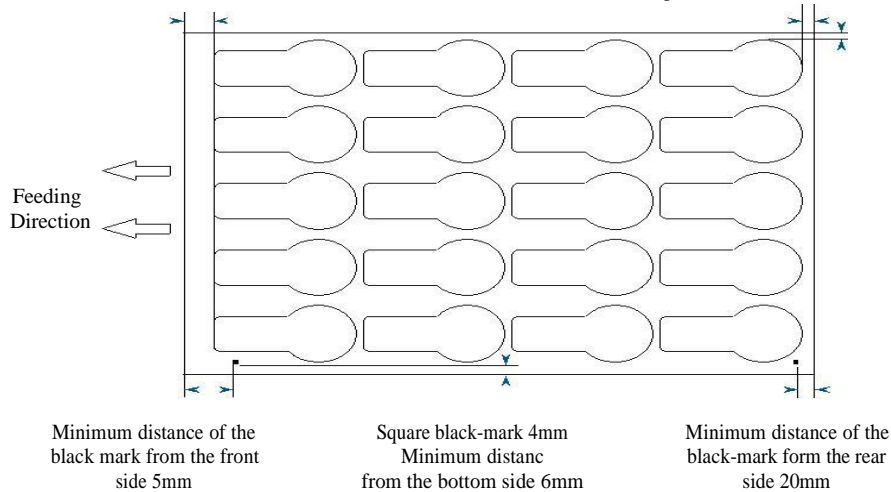 Feeding
Direction
Minimum distance of the
black mark from the front
side 5mm
Square black-mark 4mm
Minimum distanc
from the bottom side 6mm
Minimum distance of the
black-mark form the rear
side 20mm